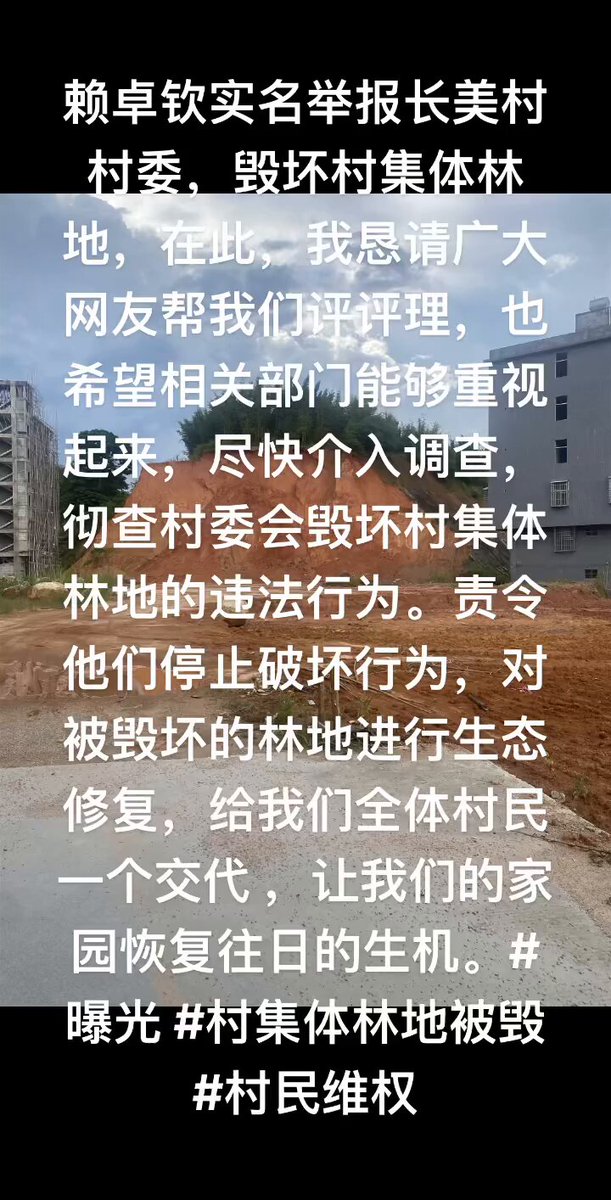 赖卓钦实名举报长美村
村委，毁坏村集体林
地，在此，我恳请广大
网友帮我们评评理，也
希望相关部门能够重视
起来，尽快介入调查，
彻查村委会毁坏村集体
林地的违法行为。责令
他们停止破坏行为，对
被毁坏的林地进行生态
修复，给我们全体村民
一个交代，让我们的家
园恢复往日的生机。#
曝光 #村集体林地被毁
#村民维权